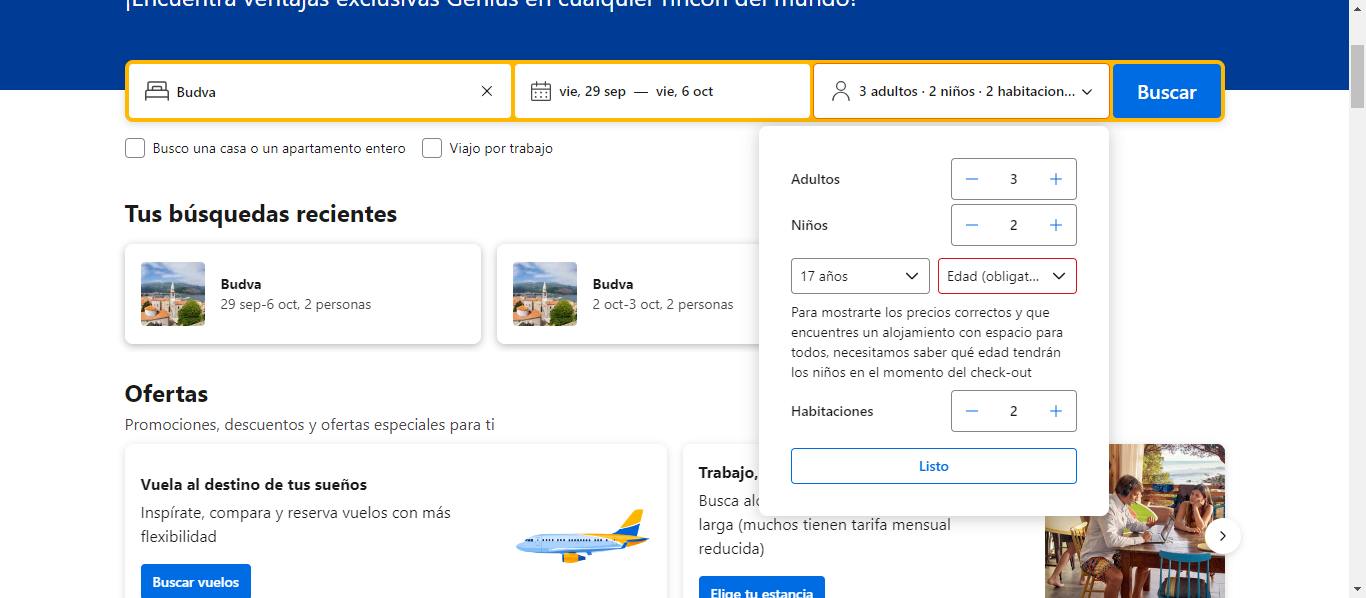 ¡Encuentra ventajas exclusivas Genius en cualquier rincón del mundo!
Budva
vie, 29 sep — vie, 6 oct
3 adultos · 2 niños · 2 habitacion...
Buscar
Busco una casa o un apartamento entero
Viajo por trabajo
Adultos
3
Niños
2
17 años
Edad (obligat...
Para mostrarte los precios correctos y que
encuentres un alojamiento con espacio para
todos, necesitamos saber qué edad tendrán
los niños en el momento del check-out
Habitaciones
2
Listo
Tus búsquedas recientes
Budva
29 sep-6 oct, 2 personas
Budva
2 oct-3 oct, 2 personas
Ofertas
Promociones, descuentos y ofertas especiales para ti
Vuela al destino de tus sueños
Inspírate, compara y reserva vuelos con más
flexibilidad
Buscar vuelos
Trabajo,
Busca
larga (muchos tienen tarifa mensual
reducida)
Elige tu estancia